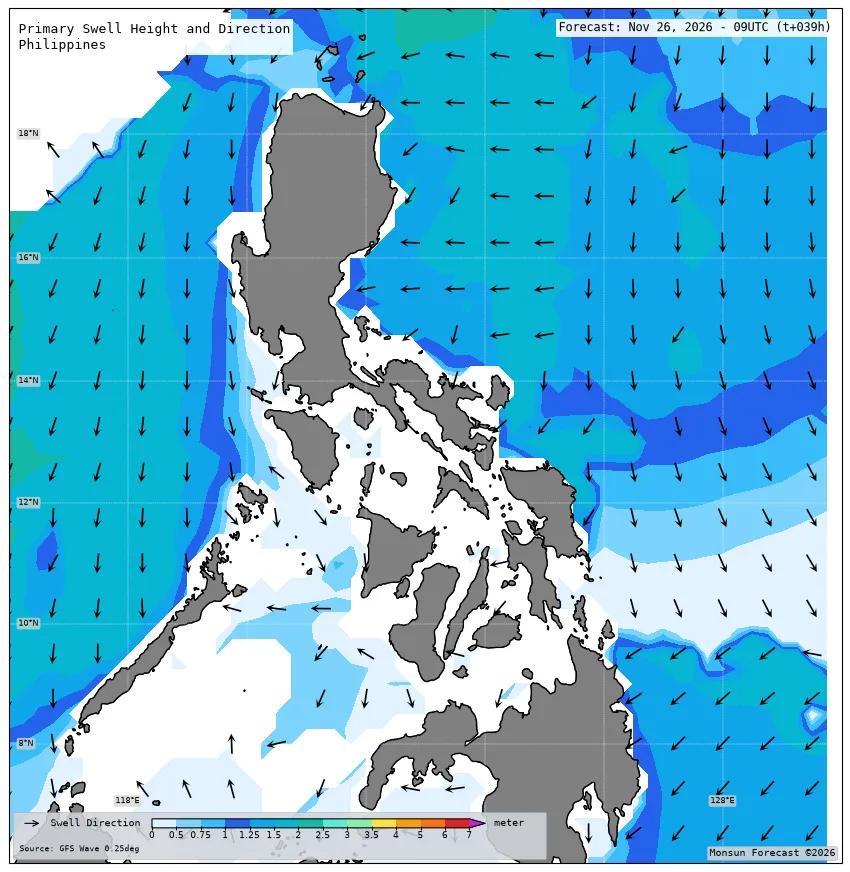 Primary Swell Height and Direction
Philippines
Forecast: Nov 26, 2026 - 09UTC (t+039h)
18°N
16°N
14°N
12°N
10°N
8°N
118°E
128°E
Swell Direction
0 0.5 0.75 1 1.25 1.5 2 2.5 3 3.5 4 5 6 7
meter
Source: GFS Wave 0.25deg
Monsun Forecast ©2026